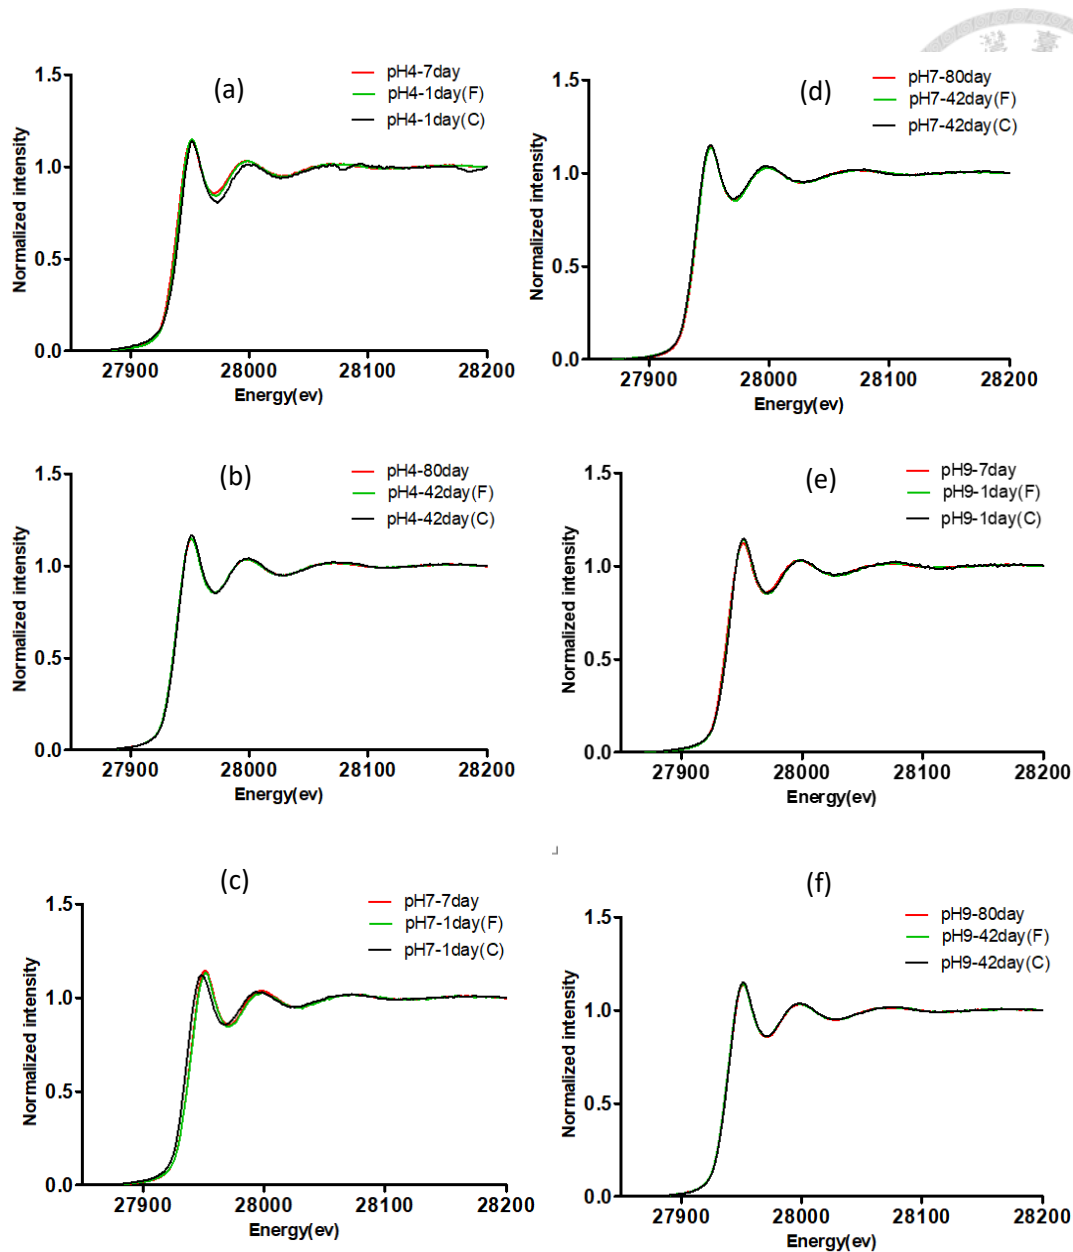 臺
(a)
pH4-7day
pH4-1day(F)
pH4-1day(C)
1.5
1.0
0.5
0.0
Normalized intensity
27900 28000 28100 28200
Energy(ev)
(d)
pH7-80day
pH7-42day(F)
pH7-42day(C)
1.5
1.0
0.5
0.0
Normalized intensity
27900 28000 28100 28200
Energy(ev)
(b)
pH4-80day
pH4-42day(F)
pH4-42day(C)
1.5
1.0
0.5
0.0
Normalized intensity
27900 28000 28100 28200
Energy(ev)
(e)
pH9-7day
pH9-1day(F)
pH9-1day(C)
1.5
1.0
0.5
0.0
Normalized intensity
27900 28000 28100 28200
Energy(ev)
(c)
pH7-7day
pH7-1day(F)
pH7-1day(C)
1.5
1.0
0.5
0.0
Normalized intensity
27900 28000 28100 28200
Energy(ev)
(f)
pH9-80day
pH9-42day(F)
pH9-42day(C)
1.5
1.0
0.5
0.0
Normalized intensity
27900 28000 28100 28200
Energy(ev)